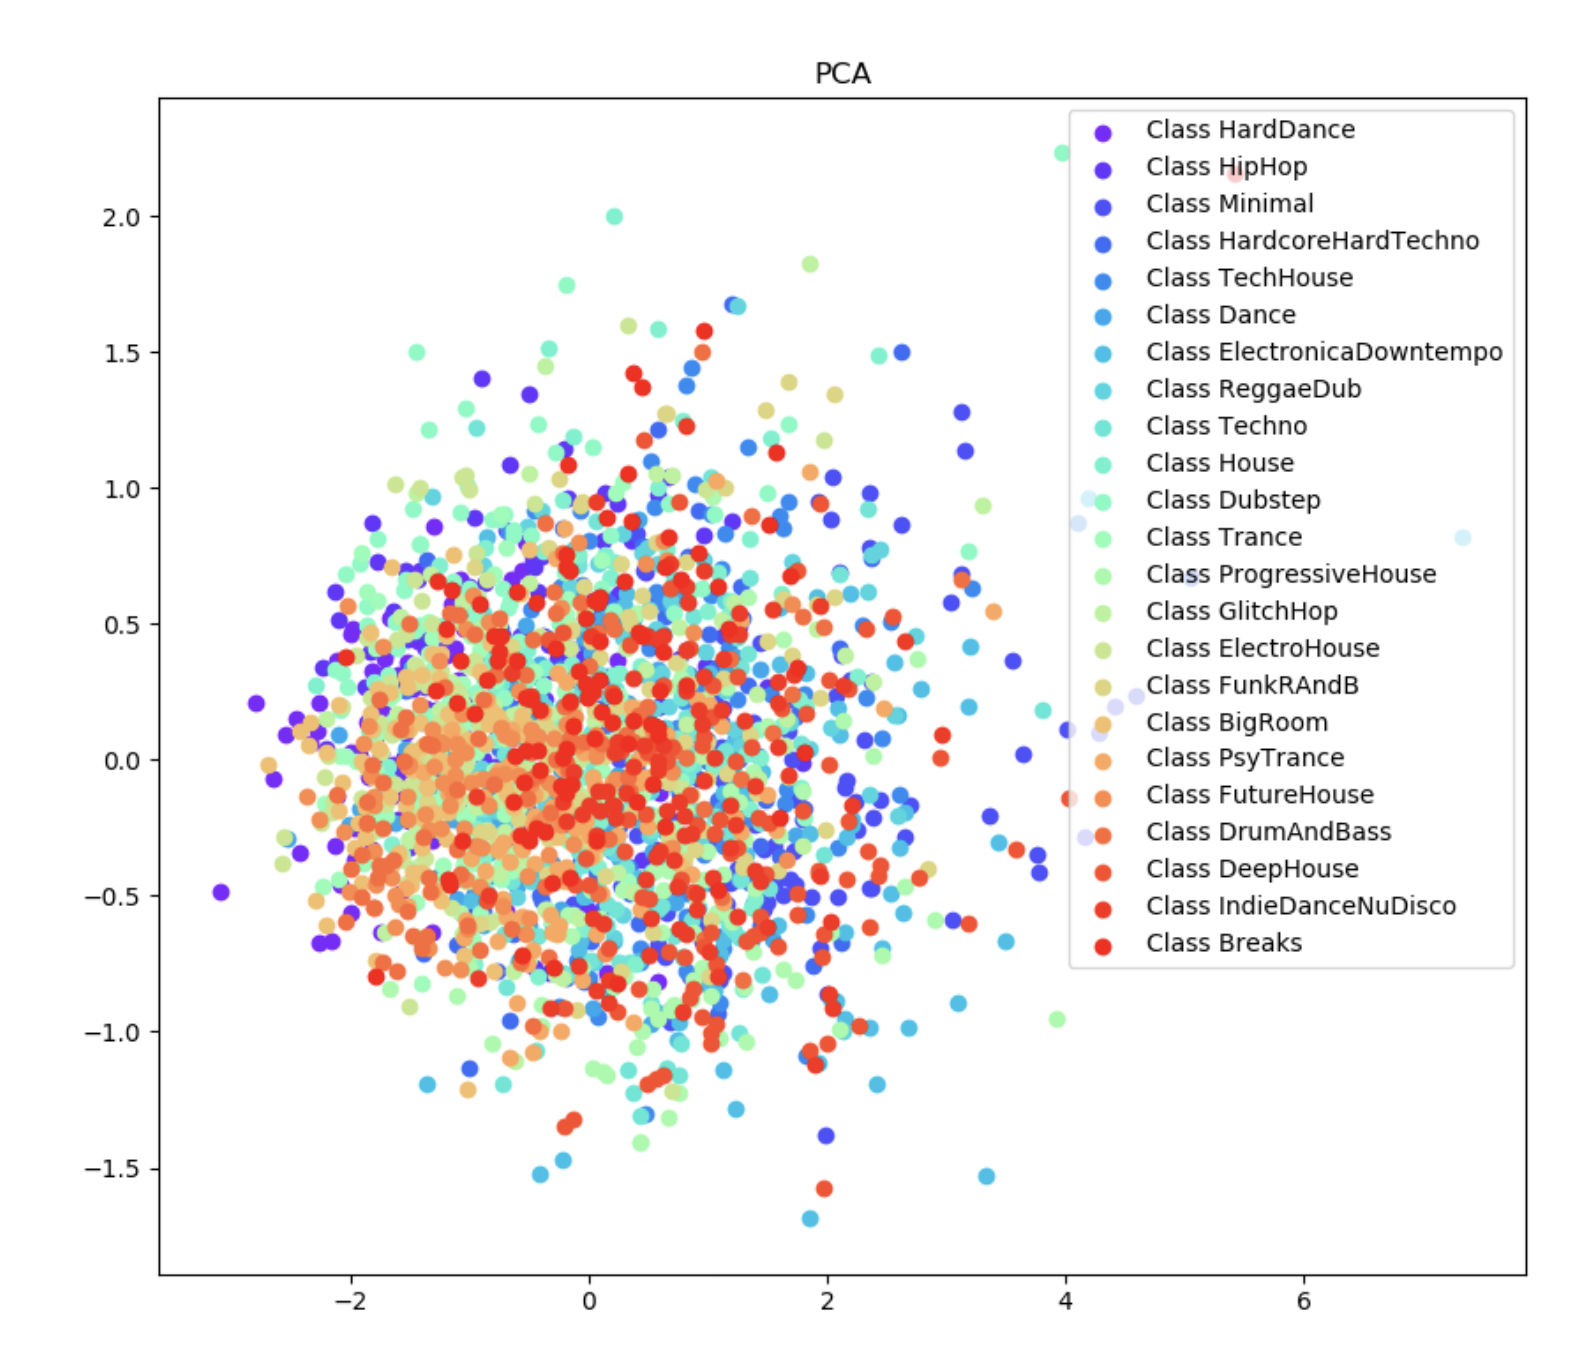 PCA
Class HardDance
Class HipHop
Class Minimal
Class HardcoreHardTechno
Class TechHouse
Class Dance
Class ElectronicaDowntempo
Class ReggaeDub
Class Techno
Class House
Class Dubstep
Class Trance
Class ProgressiveHouse
Class GlitchHop
Class ElectroHouse
Class FunkRAndB
Class BigRoom
Class PsyTrance
Class FutureHouse
Class DrumAndBass
Class DeepHouse
Class IndieDanceNuDisco
Class Breaks
2.0
1.5
1.0
0.5
0.0
−0.5
−1.0
−1.5
−2 0 2 4 6